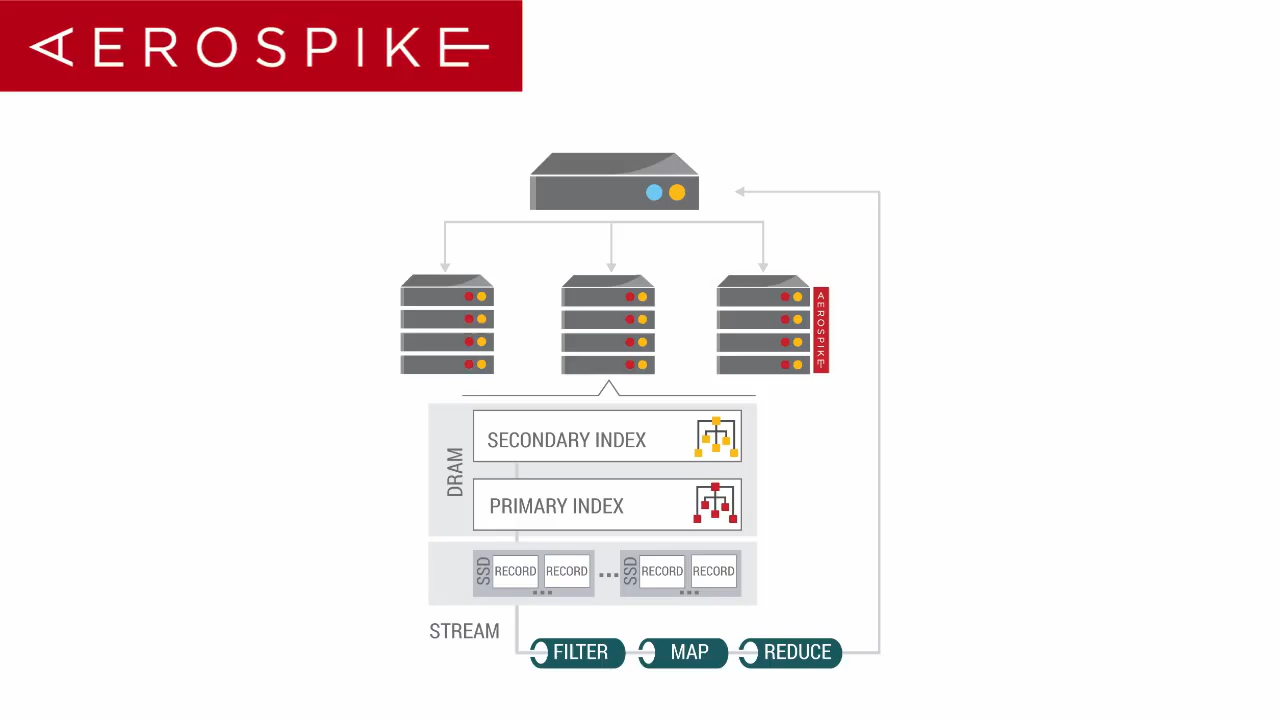 AEROSPIKE
AEROSPIKE
DRAM
SECONDARY INDEX
PRIMARY INDEX
SSD
RECORD
RECORD
...
SSD
RECORD
RECORD
...
...
STREAM
FILTER
MAP
REDUCE